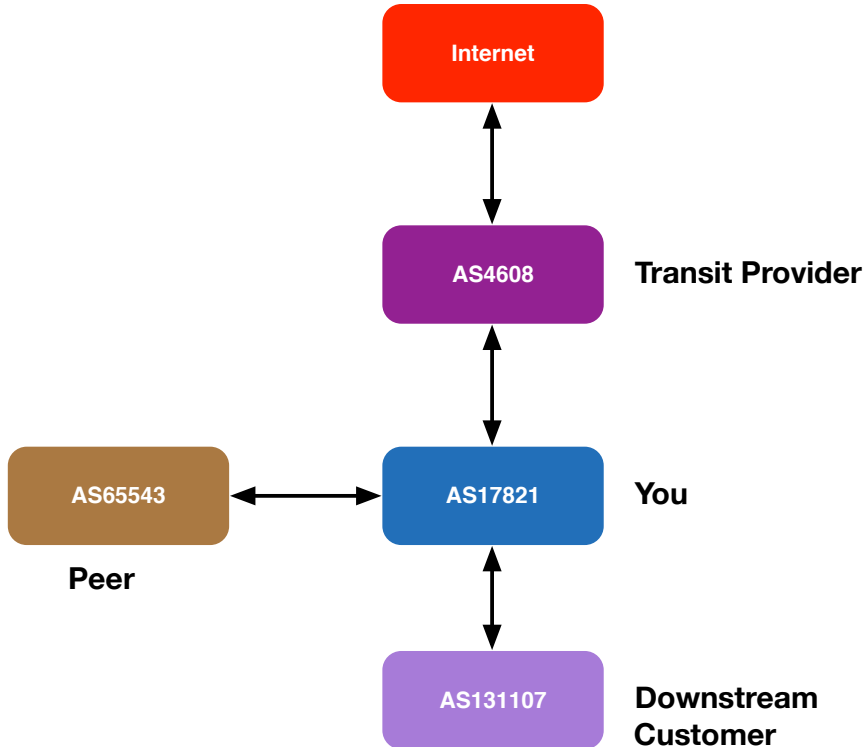 Internet
AS4608
Transit Provider
AS65543
AS17821
You
Peer
AS131107
Downstream
Customer